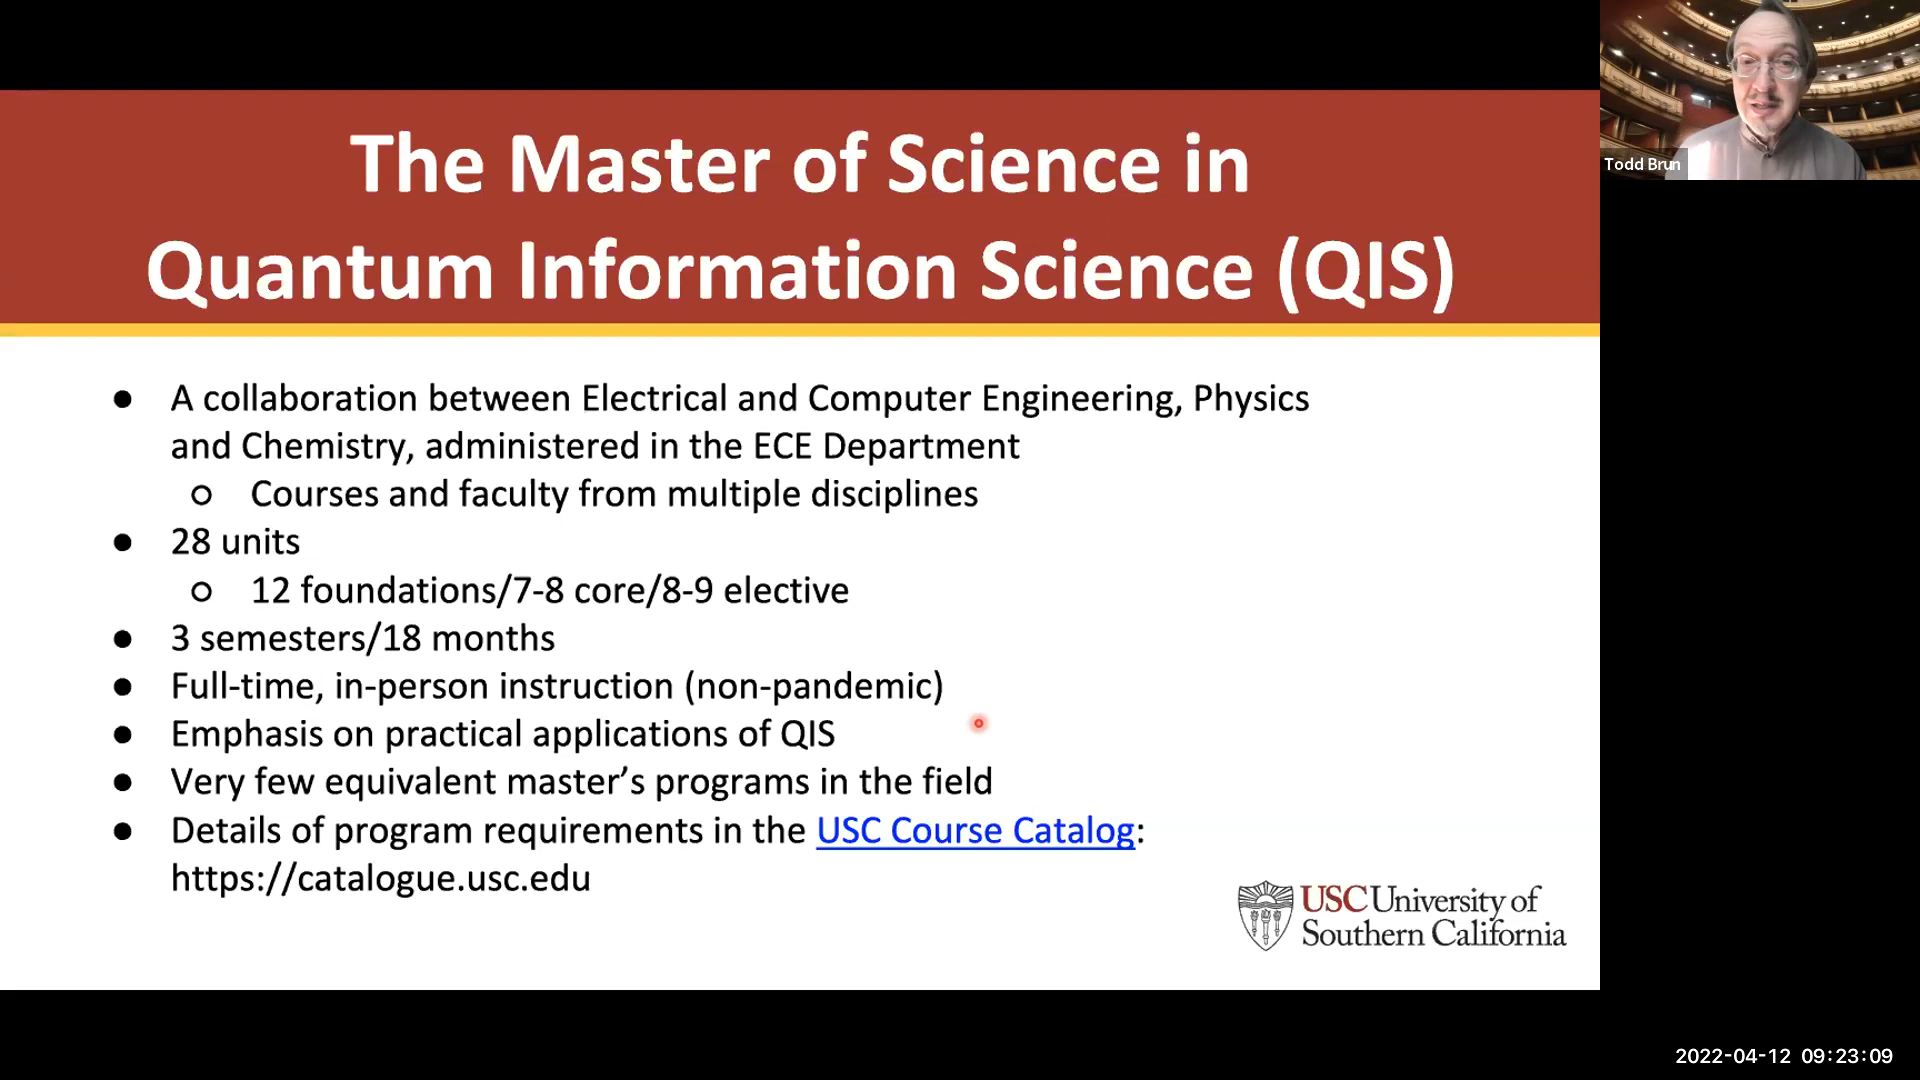 The Master of Science in
Quantum Information Science (QIS)
● A collaboration between Electrical and Computer Engineering, Physics
and Chemistry, administered in the ECE Department
○ Courses and faculty from multiple disciplines
● 28 units
○ 12 foundations/7-8 core/8-9 elective
● 3 semesters/18 months
● Full-time, in-person instruction (non-pandemic)
● Emphasis on practical applications of QIS
● Very few equivalent master’s programs in the field
● Details of program requirements in the USC Course Catalog:
https://catalogue.usc.edu
USC University of
Southern California
Todd Brun
2022-04-12 09:23:09